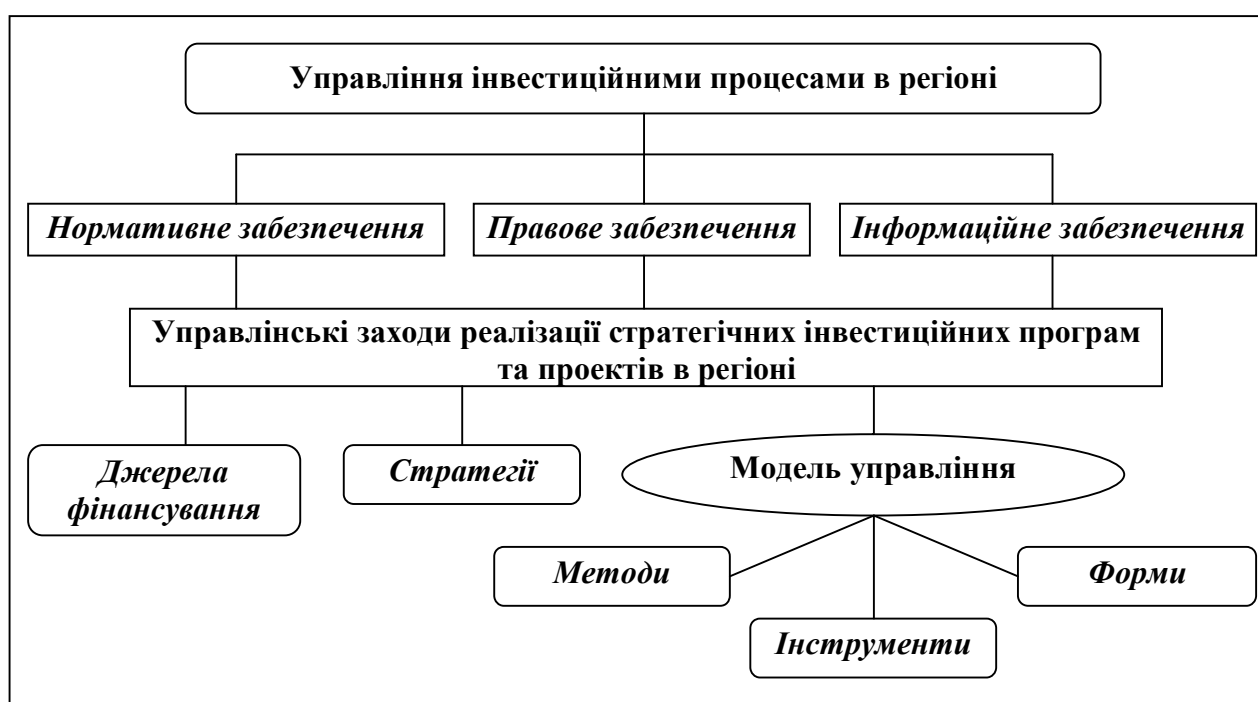 Управління інвестиційними процесами в регіоні
Нормативне забезпечення
Правове забезпечення
Інформаційне забезпечення
Управлінські заходи реалізації стратегічних інвестиційних програм
та проектів в регіоні
Джерела
фінансування
Стратегії
Модель управління
Методи
Форми
Інструменти